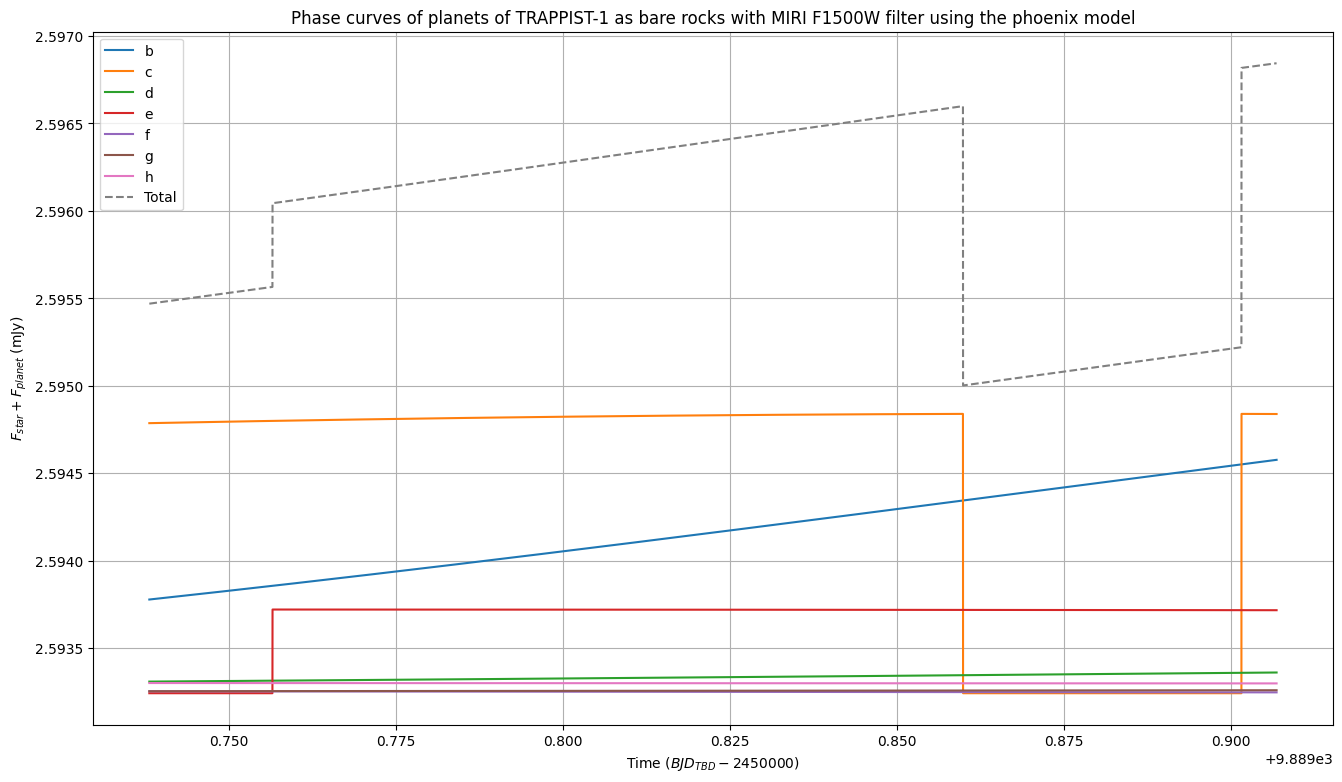 Phase curves of planets of TRAPPIST-1 as bare rocks with MIRI F1500W filter using the phoenix model
2.5970
2.5965
2.5960
2.5955
2.5950
2.5945
2.5940
2.5935
F_star + F_planet (mJy)
b
c
d
e
f
g
h
Total
0.750
0.775
0.800
0.825
0.850
0.875
0.900
+9.889e3
Time (BJD_TBD − 2450000)